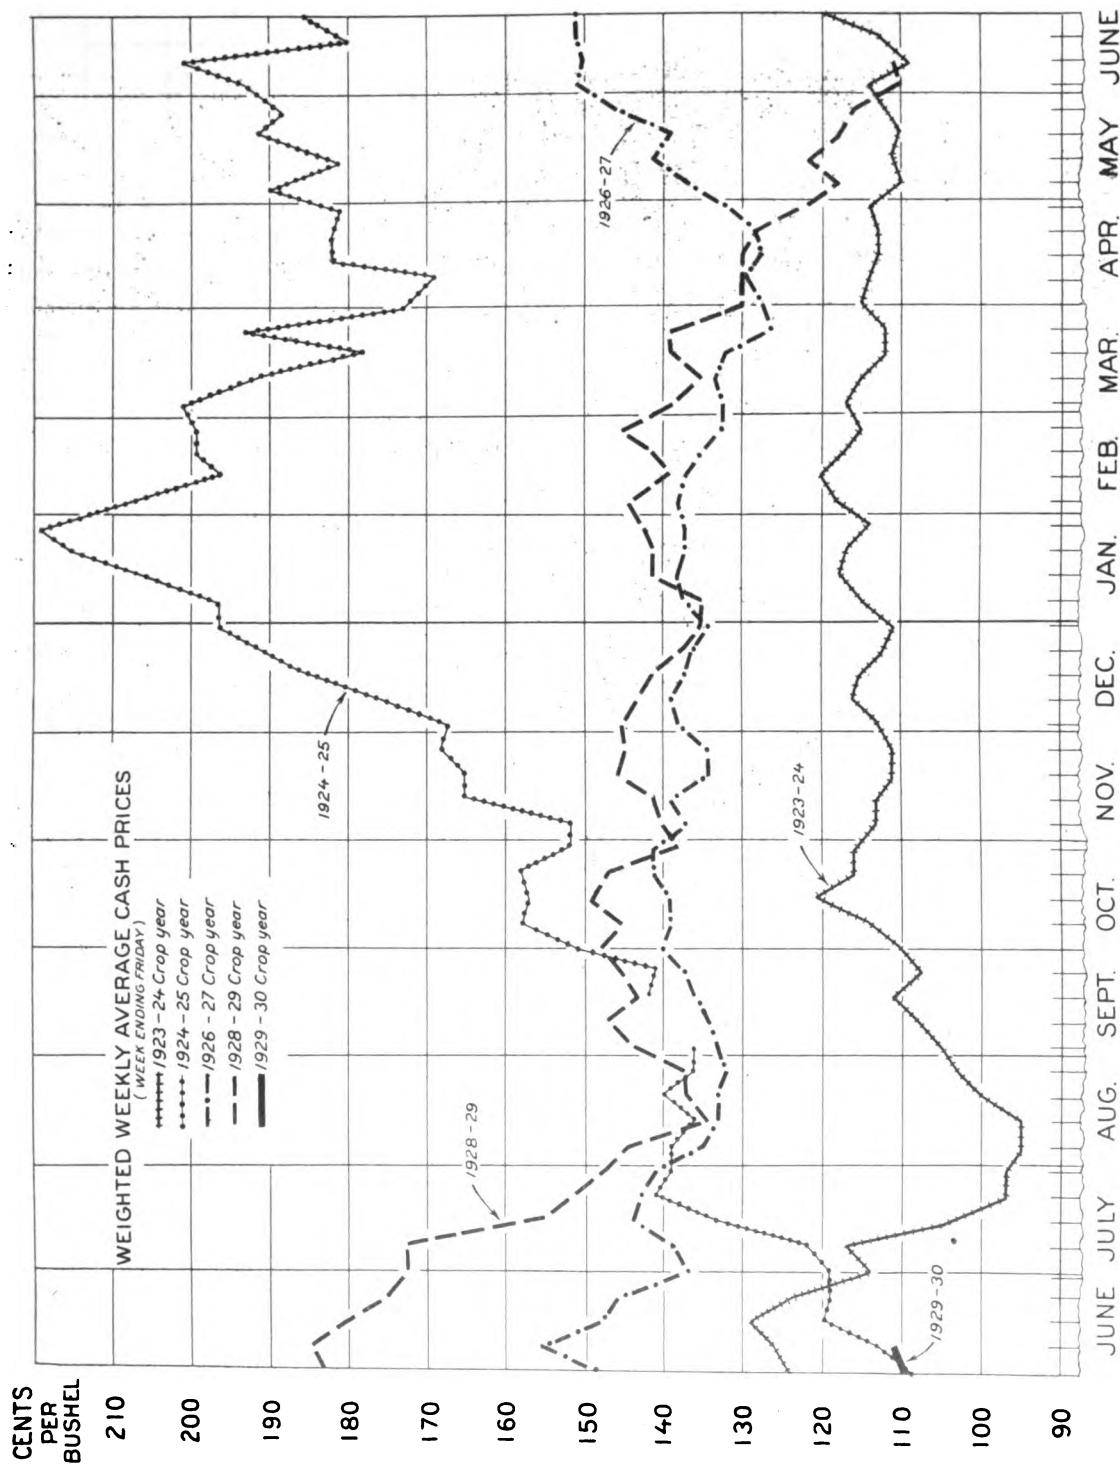 CENTS
PER
BUSHEL
210
200
190
180
170
160
150
140
130
120
110
100
90
WEIGHTED WEEKLY AVERAGE CASH PRICES
(WEEK ENDING FRIDAY)
1923-24 Crop year
1924-25 Crop year
1926-27 Crop year
1928-29 Crop year
1929-30 Crop year
1924-25
1926-27
1928-29
1923-24
1929-30
JUNE JULY AUG. SEPT. OCT. NOV. DEC. JAN. FEB. MAR. APR. MAY JUNE